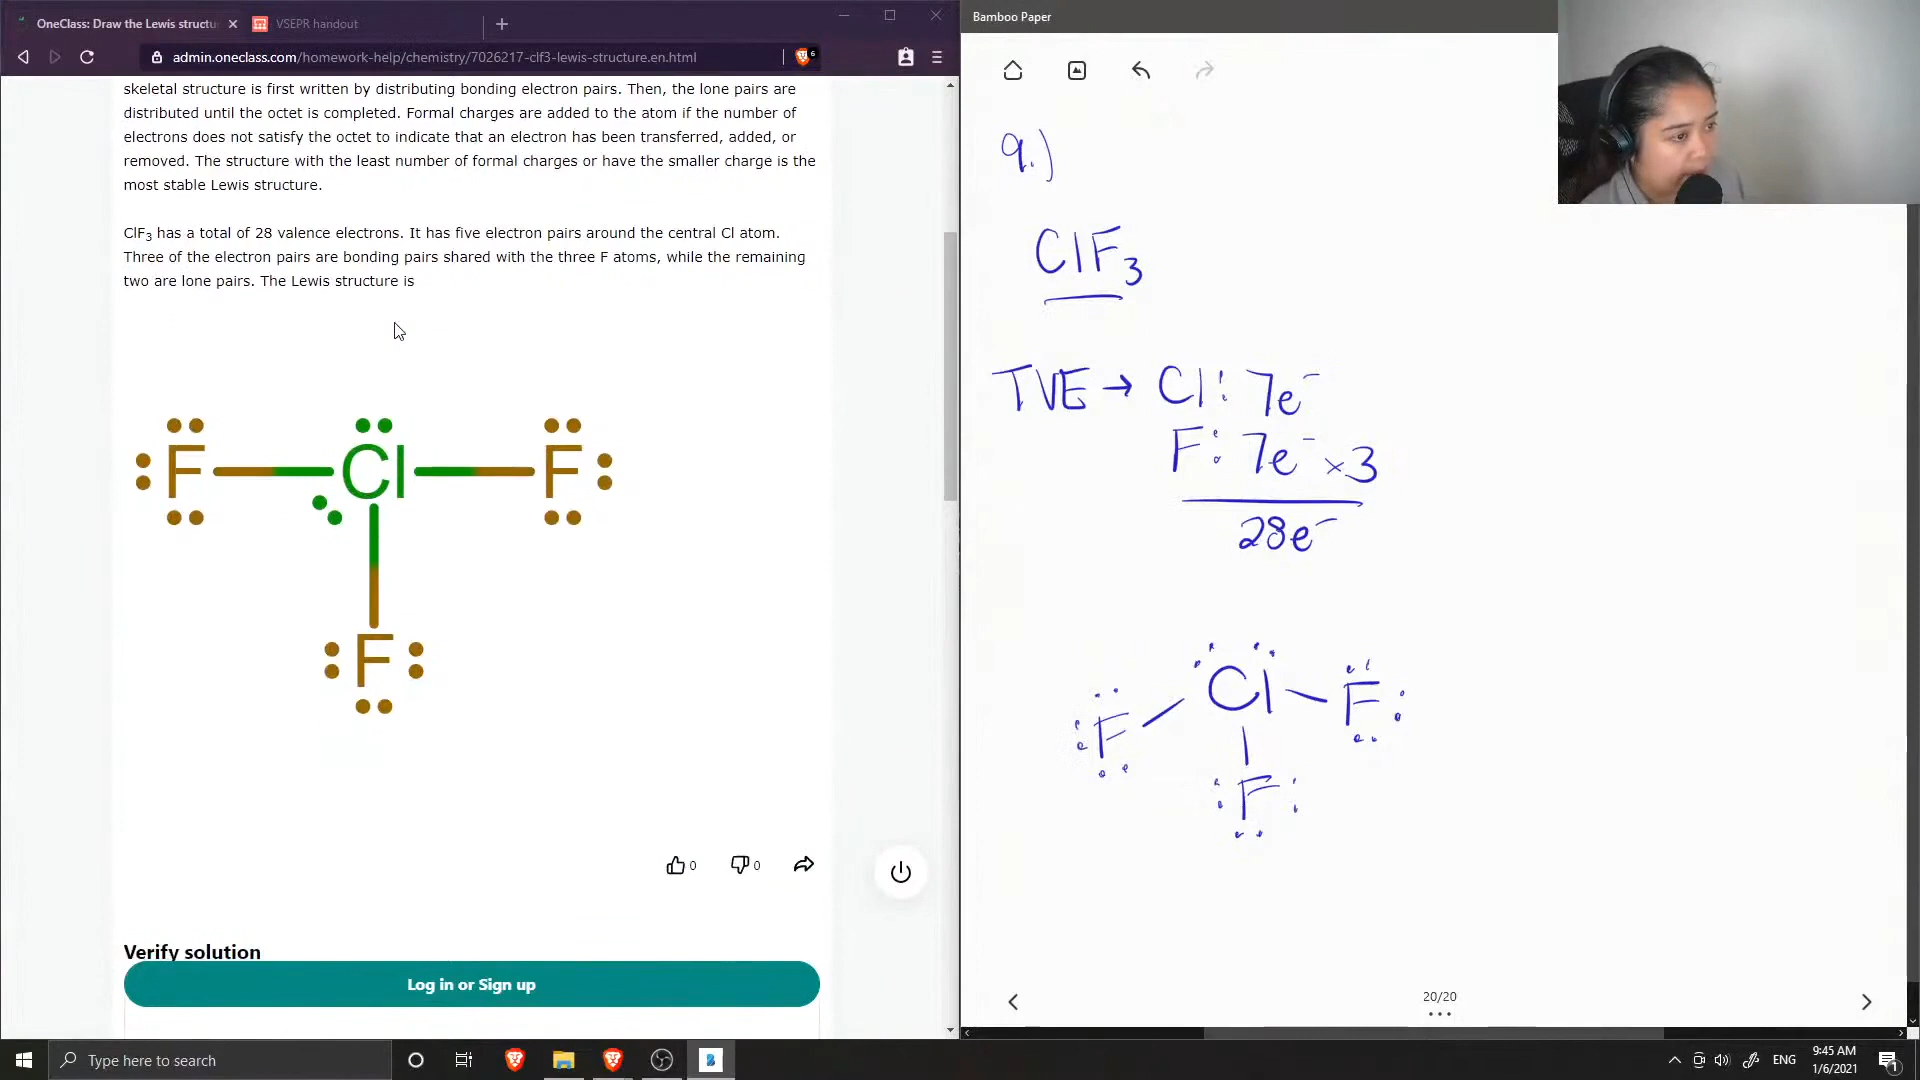 OneClass: Draw the Lewis structu
VSEPR handout
admin.oneclass.com/homework-help/chemistry/7026217-clf3-lewis-structure.en.html
6
skeletal structure is first written by distributing bonding electron pairs. Then, the lone pairs are
distributed until the octet is completed. Formal charges are added to the atom if the number of
electrons does not satisfy the octet to indicate that an electron has been transferred, added, or
removed. The structure with the least number of formal charges or have the smaller charge is the
most stable Lewis structure.
ClF₃ has a total of 28 valence electrons. It has five electron pairs around the central Cl atom.
Three of the electron pairs are bonding pairs shared with the three F atoms, while the remaining
two are lone pairs. The Lewis structure is
F Cl F
F
0 0
Verify solution
Log in or Sign up
Bamboo Paper
9.)
ClF₃
TVE → Cl: 7e⁻
F: 7e⁻ ×3
28e⁻
Cl
F F
F
20/20
Type here to search
ENG
9:45 AM
1/6/2021
1